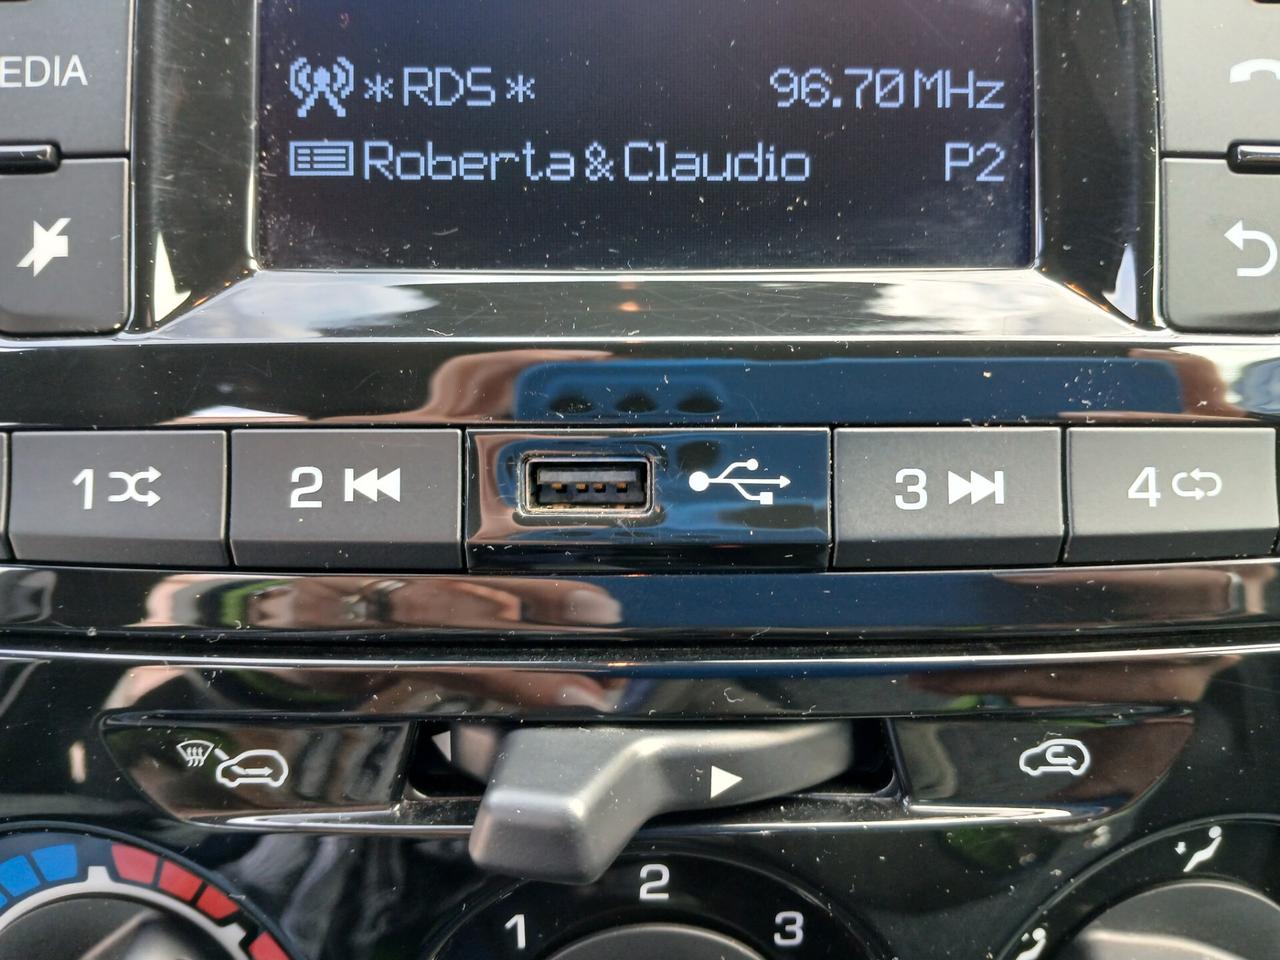 EDIA
*RDS* 96.70MHz
Roberta&Claudio P2
1 2 3 4
2
1 3